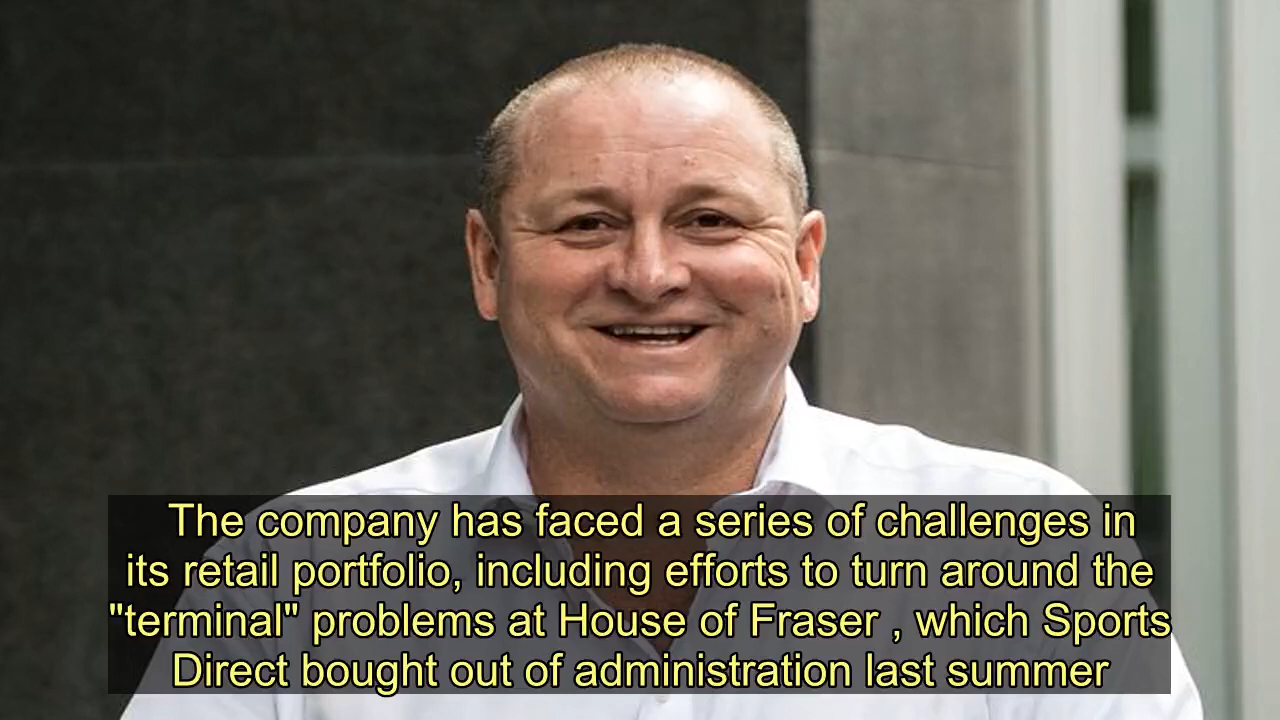 The company has faced a series of challenges in
its retail portfolio, including efforts to turn around the
"terminal" problems at House of Fraser , which Sports
Direct bought out of administration last summer